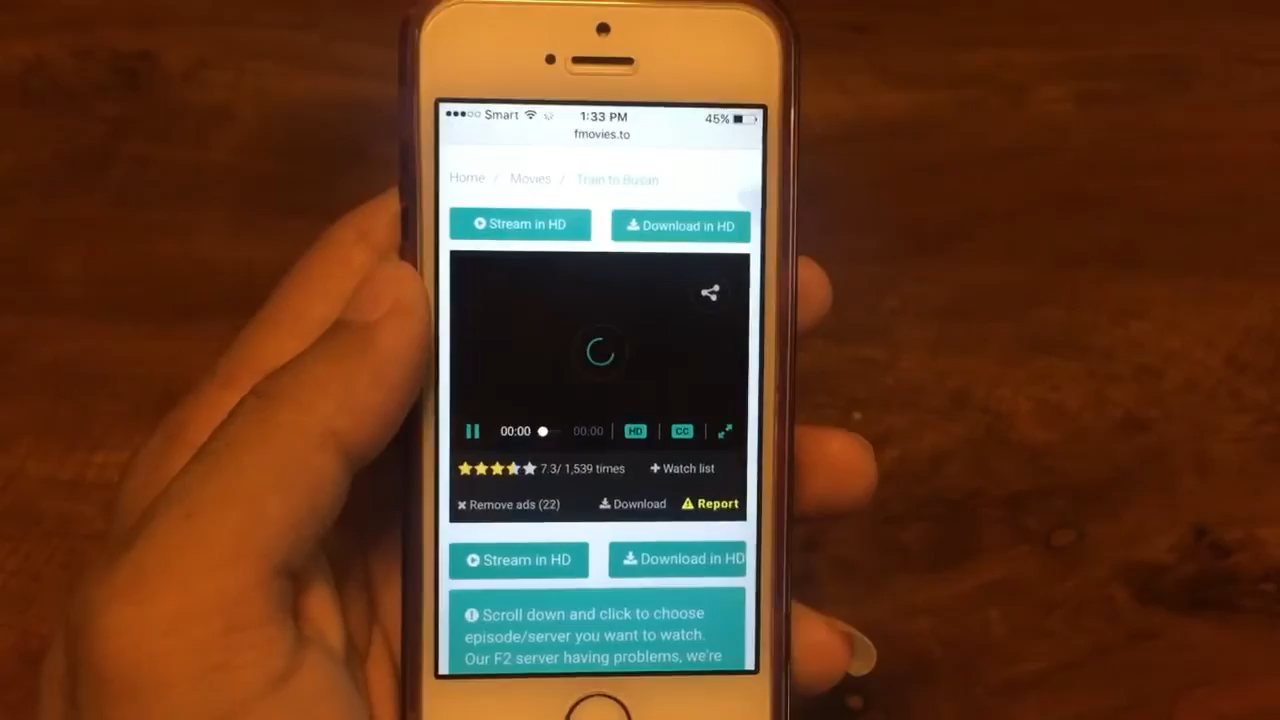 Smart 1:33 PM 45%
fmovies.to
Home / Movies / Train to Busan
Stream in HD Download in HD
00:00 00:00 HD CC
7.3/ 1,539 times + Watch list
Remove ads (22) Download Report
Stream in HD Download in HD
Scroll down and click to choose
episode/server you want to watch.
Our F2 server having problems, we're